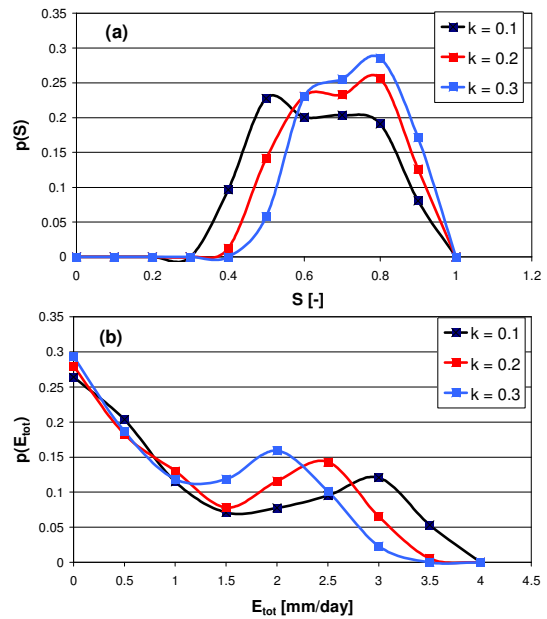 (a)
k = 0.1
k = 0.2
k = 0.3
p(S)
0.35
0.3
0.25
0.2
0.15
0.1
0.05
0
0 0.2 0.4 0.6 0.8 1 1.2
S [-]
(b)
k = 0.1
k = 0.2
k = 0.3
p(Etot)
0.35
0.3
0.25
0.2
0.15
0.1
0.05
0
0 0.5 1 1.5 2 2.5 3 3.5 4 4.5
Etot [mm/day]